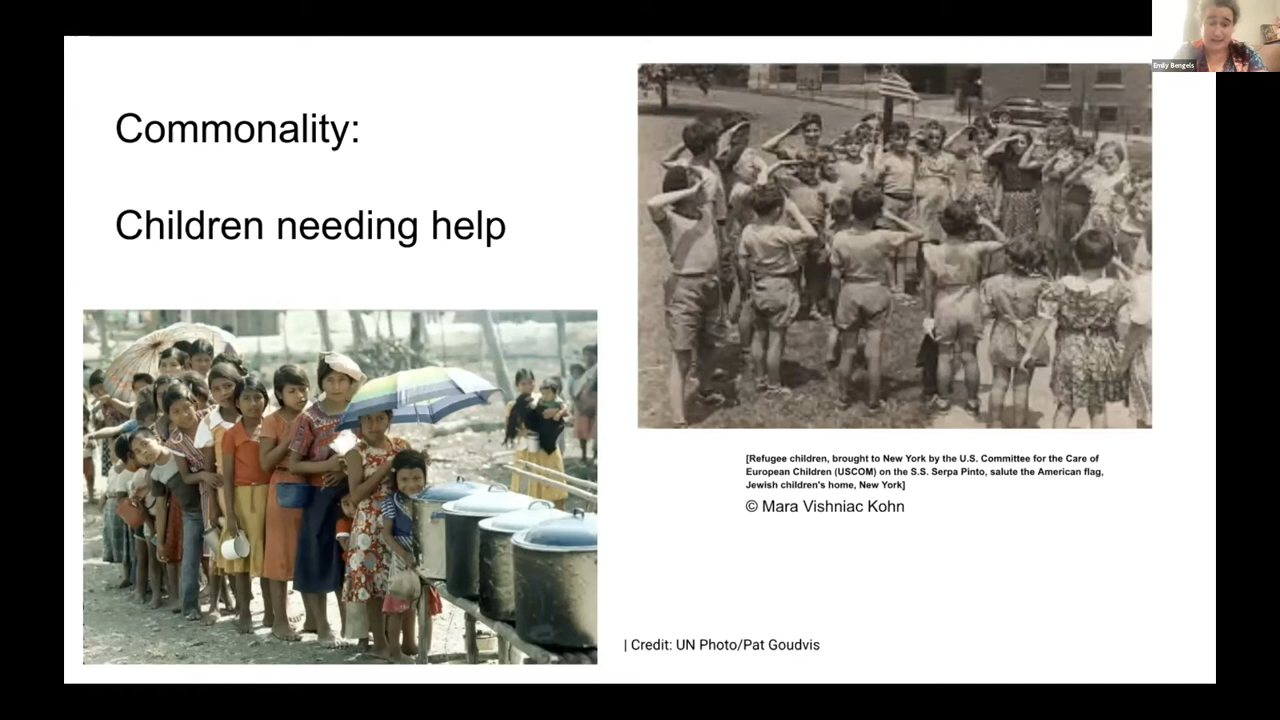 Emily Bengels
Commonality:
Children needing help
[Refugee children, brought to New York by the U.S. Committee for the Care of
European Children (USCOM) on the S.S. Serpa Pinto, salute the American flag,
Jewish children's home, New York]
© Mara Vishniac Kohn
| Credit: UN Photo/Pat Goudvis